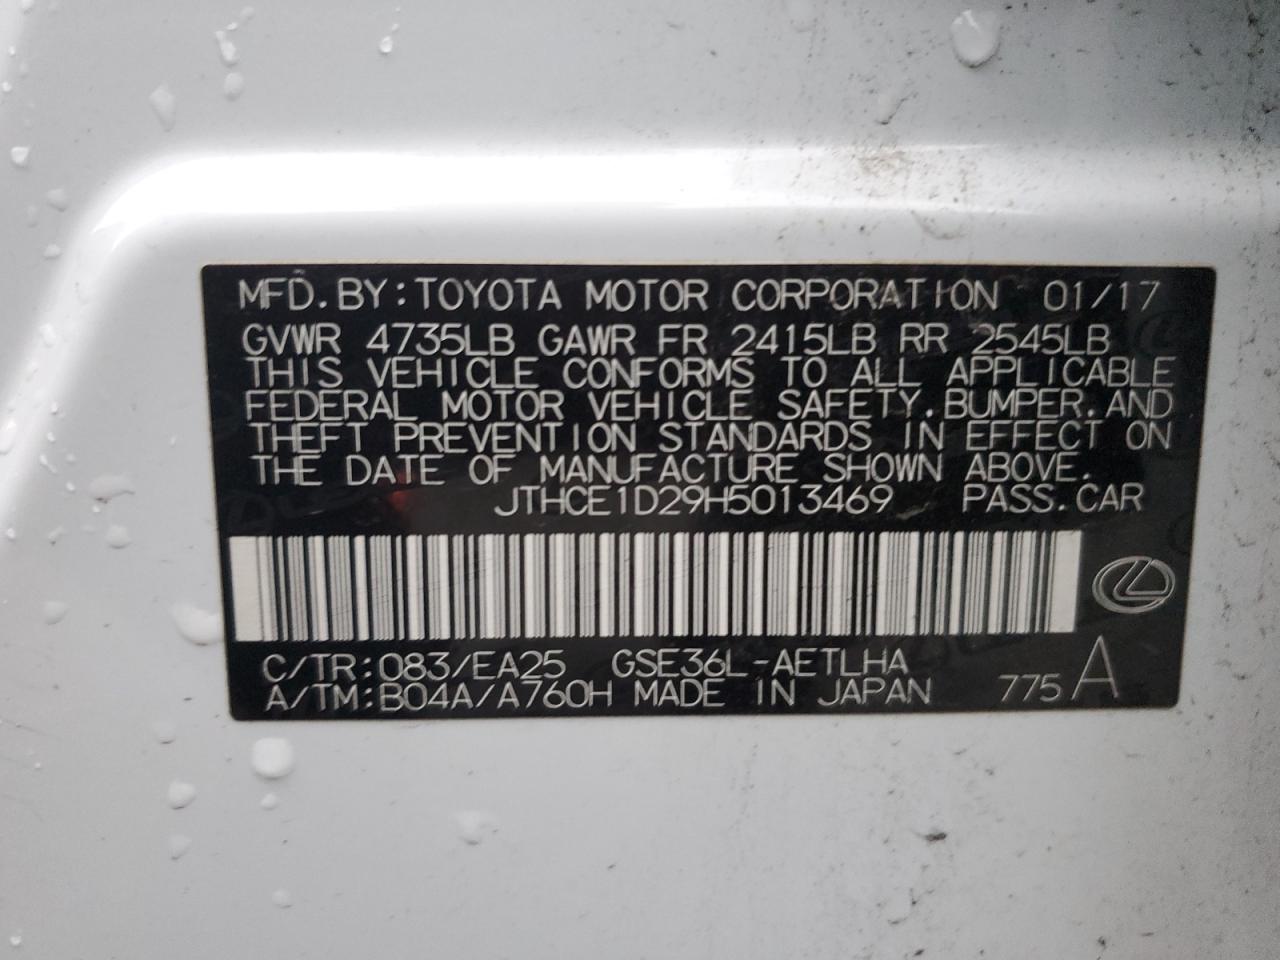 MFD. BY: TOYOTA MOTOR CORPORATION 01/17
GVWR 4735LB GAWR FR 2415LB RR 2545LB
THIS VEHICLE CONFORMS TO ALL APPLICABLE
FEDERAL MOTOR VEHICLE SAFETY. BUMPER. AND
THEFT PREVENTION STANDARDS IN EFFECT ON
THE DATE OF MANUFACTURE SHOWN ABOVE.
JTHCE1D29H5013469 PASS. CAR
C/TR: 083/EA25 GSE36L-AETLHA
A/TM: B04A/A760H MADE IN JAPAN 775 A